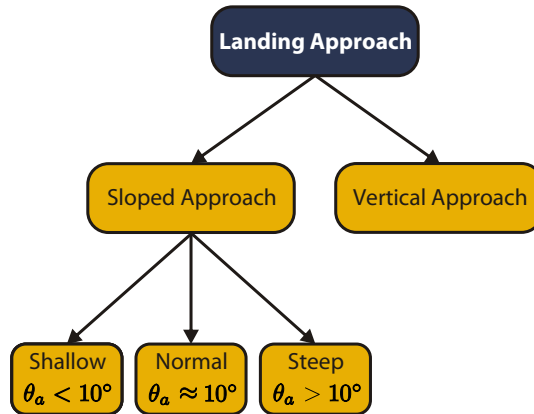 Landing Approach
Sloped Approach
Vertical Approach
Shallow
θₐ < 10°
Normal
θₐ ≈ 10°
Steep
θₐ > 10°